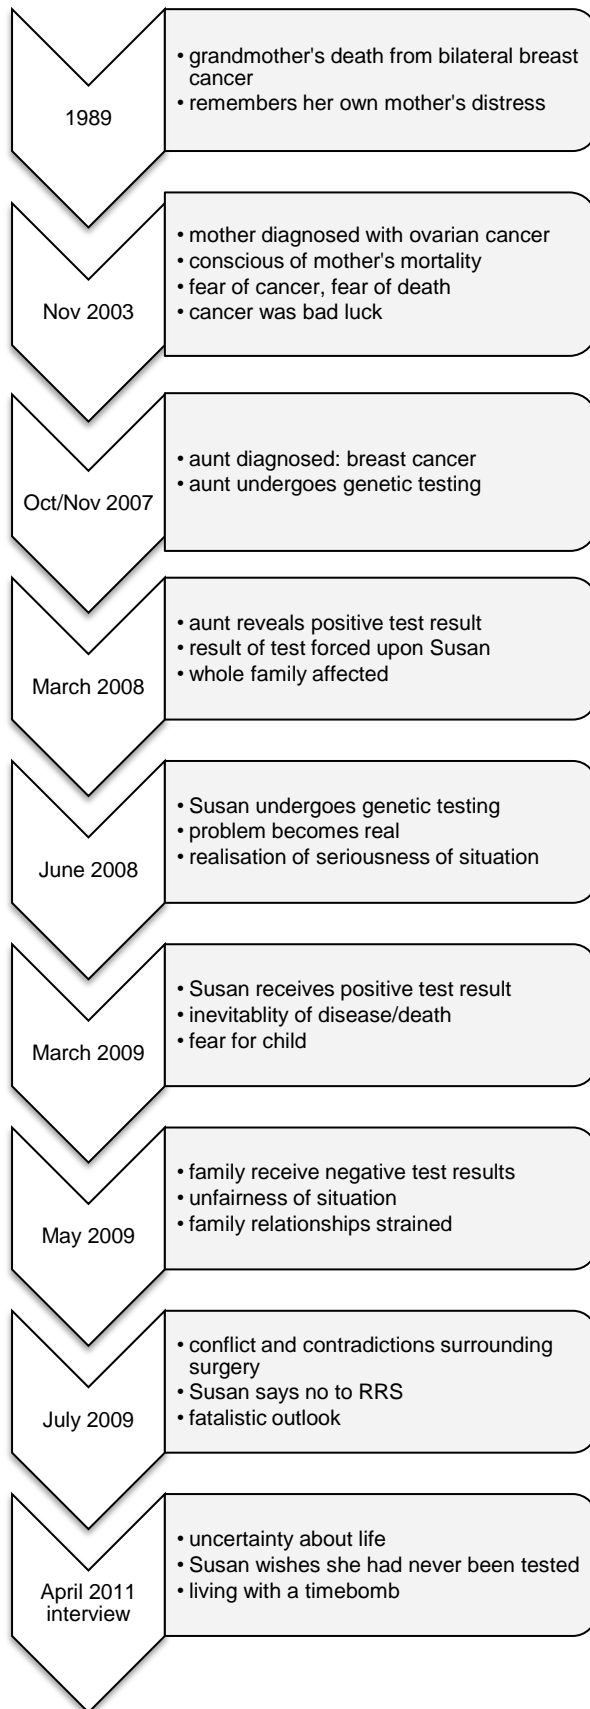 1989
• grandmother's death from bilateral breast
cancer
• remembers her own mother's distress
Nov 2003
• mother diagnosed with ovarian cancer
• conscious of mother's mortality
• fear of cancer, fear of death
• cancer was bad luck
Oct/Nov 2007
• aunt diagnosed: breast cancer
• aunt undergoes genetic testing
March 2008
• aunt reveals positive test result
• result of test forced upon Susan
• whole family affected
June 2008
• Susan undergoes genetic testing
• problem becomes real
• realisation of seriousness of situation
March 2009
• Susan receives positive test result
• inevitablity of disease/death
• fear for child
May 2009
• family receive negative test results
• unfairness of situation
• family relationships strained
July 2009
• conflict and contradictions surrounding
surgery
• Susan says no to RRS
• fatalistic outlook
April 2011
interview
• uncertainty about life
• Susan wishes she had never been tested
• living with a timebomb